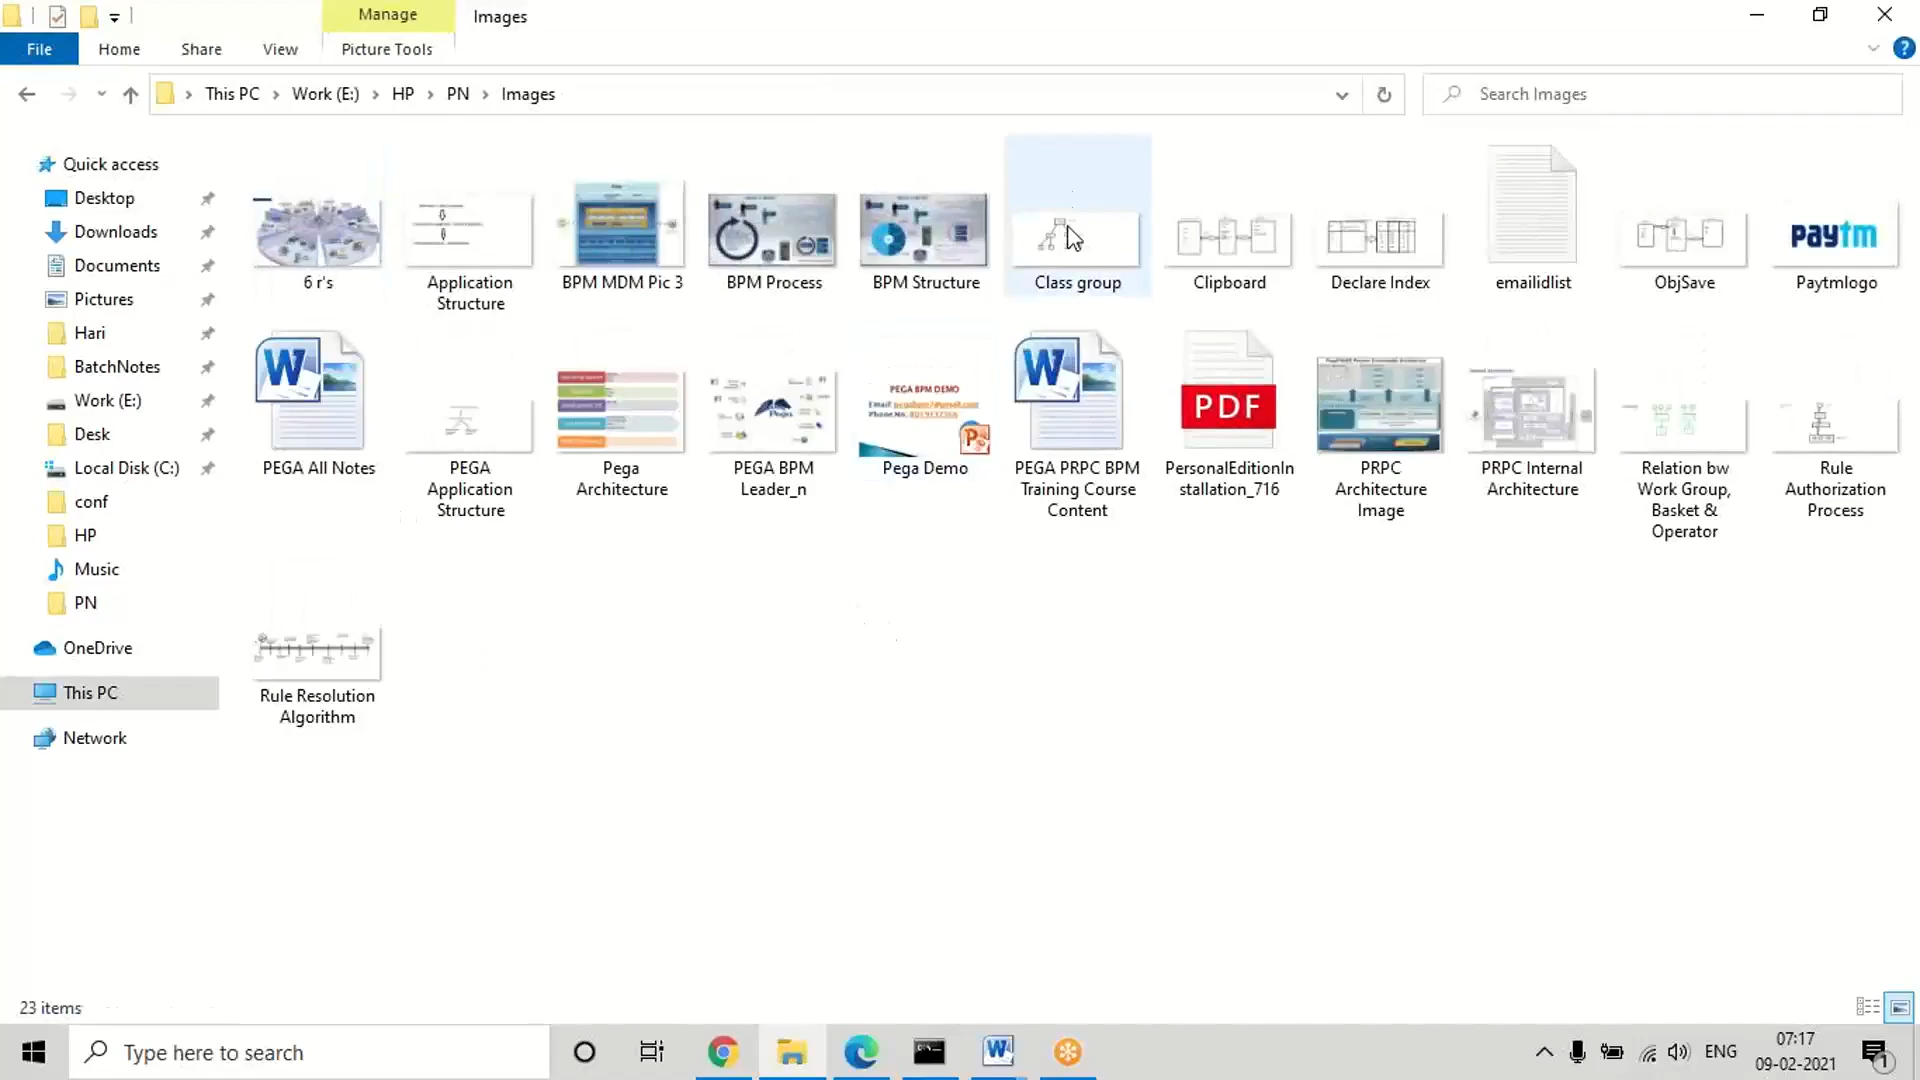 Manage
Images
File
Home
Share
View
Picture Tools
This PC
Work (E:)
HP
PN
Images
Search Images
Quick access
Desktop
Downloads
Documents
Pictures
Hari
BatchNotes
Work (E:)
Desk
Local Disk (C:)
conf
HP
Music
PN
OneDrive
This PC
Network
6 r's
Application
Structure
BPM MDM Pic 3
BPM Process
BPM Structure
Class group
Clipboard
Declare Index
emailidlist
ObjSave
paytm
Paytmlogo
PEGA All Notes
PEGA
Application
Structure
Pega
Architecture
PEGA BPM
Leader_n
PEGA BPM DEMO
Pega Demo
PEGA PRPC BPM
Training Course
Content
PDF
PersonalEditionIn
stallation_716
PRPC
Architecture
Image
PRPC Internal
Architecture
Relation bw
Work Group,
Basket &
Operator
Rule
Authorization
Process
Rule Resolution
Algorithm
23 items
Type here to search
ENG
07:17
09-02-2021
1